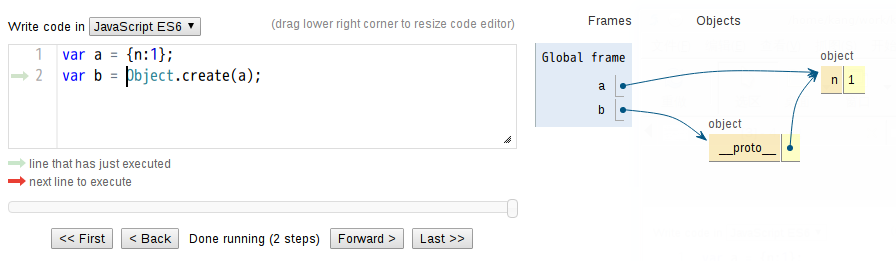 Write code in JavaScript ES6 ▼ (drag lower right corner to resize code editor)
1 var a = {n:1};
2 var b = Object.create(a);
line that has just executed
next line to execute
<< First < Back Done running (2 steps) Forward > Last >>
Frames Objects
Global frame
a
b
object
n 1
object
__proto__